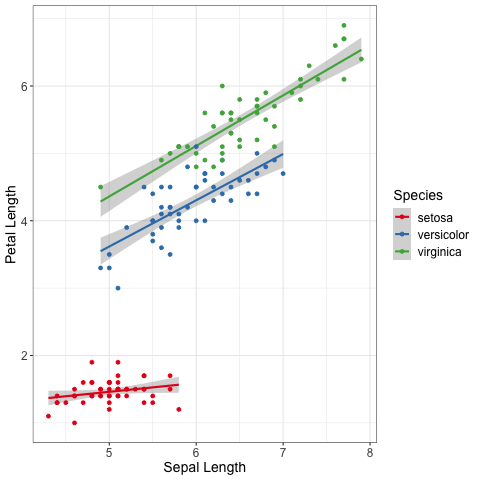 6
4
2
Petal Length
5 6 7 8
Sepal Length
Species
setosa
versicolor
virginica